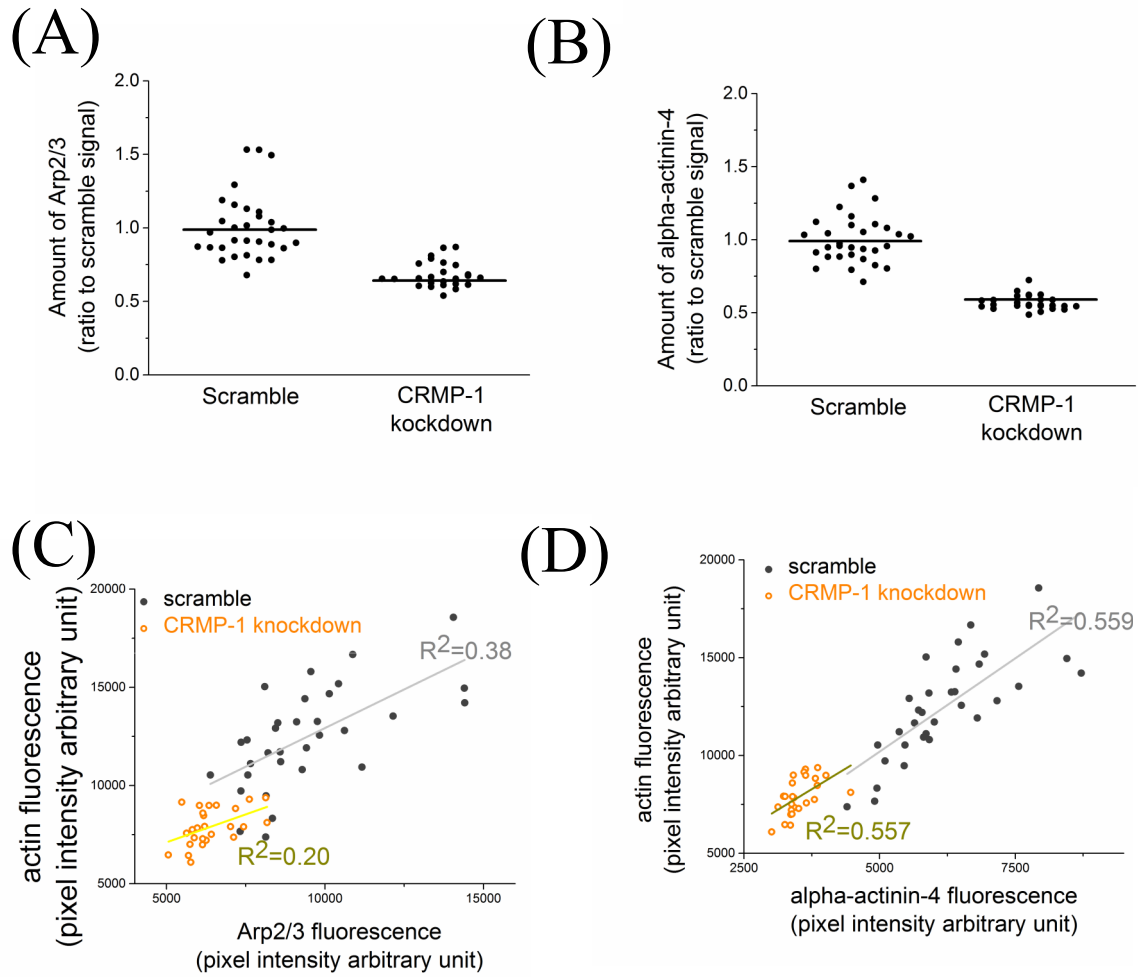 (A)
2.0
1.5
1.0
0.5
0.0
Amount of Arp2/3
(ratio to scramble signal)
Scramble
CRMP-1
kockdown
(B)
2.0
1.5
1.0
0.5
0.0
Amount of alpha-actinin-4
(ratio to scramble signal)
Scramble
CRMP-1
kockdown
(C)
20000
15000
10000
5000
actin fluorescence
(pixel intensity arbitrary unit)
scramble
CRMP-1 knockdown
R²=0.38
R²=0.20
5000 10000 15000
Arp2/3 fluorescence
(pixel intensity arbitrary unit)
(D)
20000
15000
10000
5000
actin fluorescence
(pixel intensity arbitrary unit)
scramble
CRMP-1 knockdown
R²=0.559
R²=0.557
2500 5000 7500
alpha-actinin-4 fluorescence
(pixel intensity arbitrary unit)